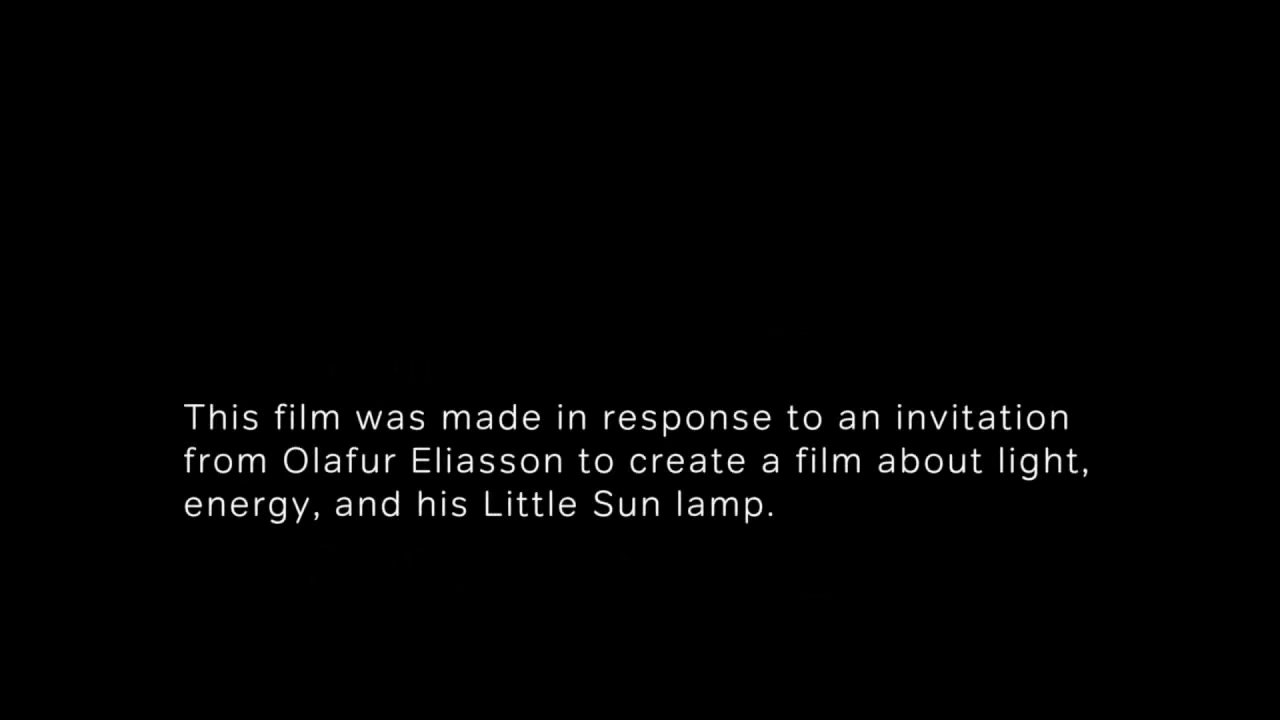 This film was made in response to an invitation
from Olafur Eliasson to create a film about light,
energy, and his Little Sun lamp.